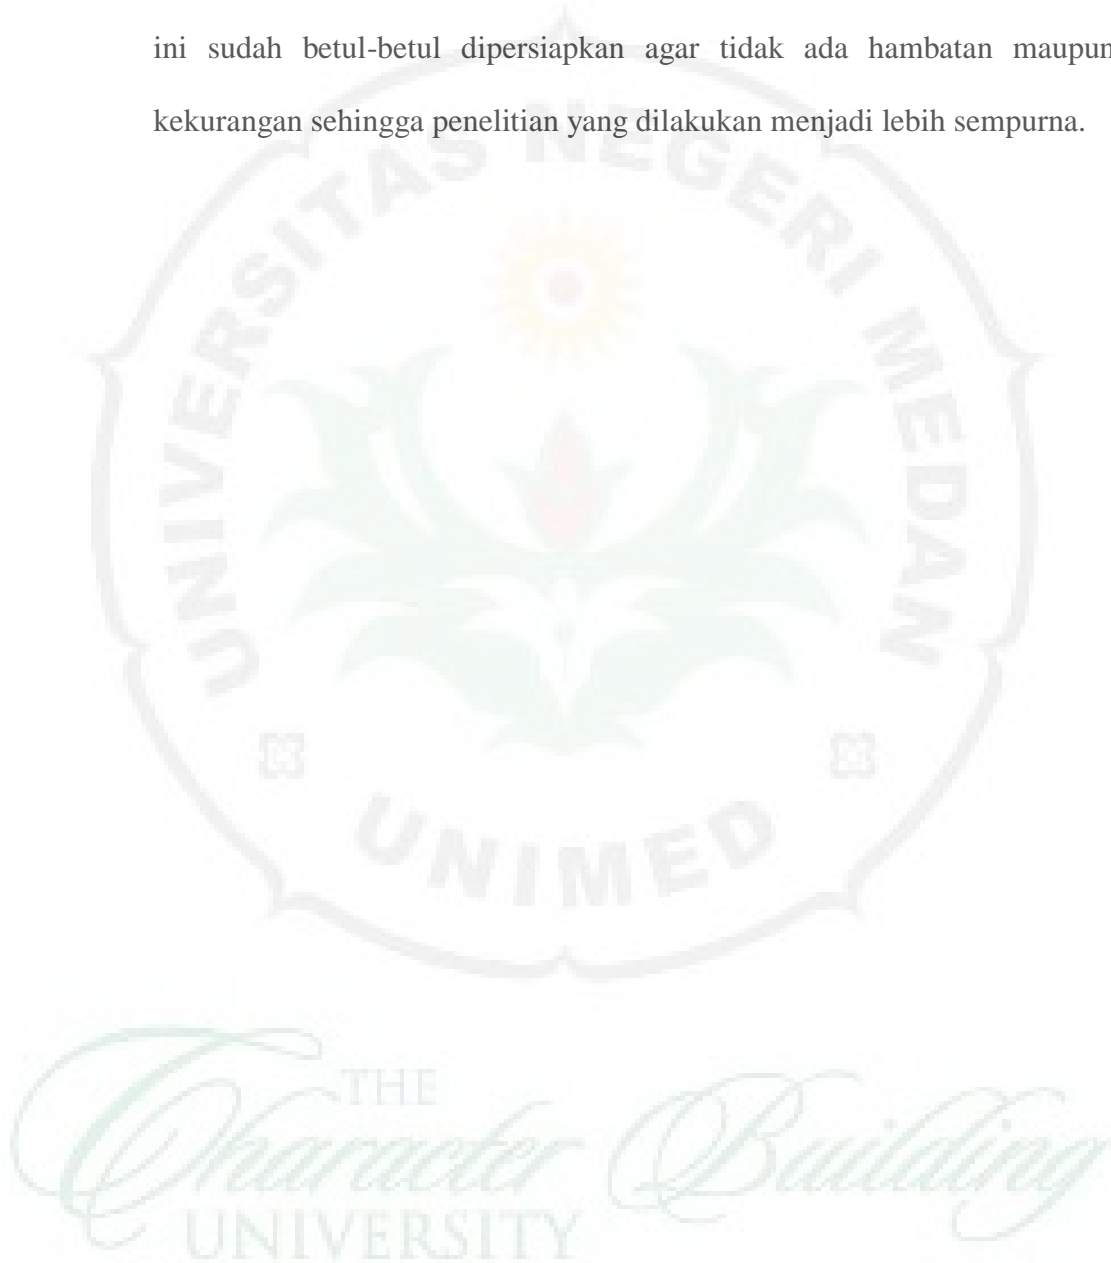 ini sudah betul-betul dipersiapkan agar tidak ada hambatan maupun
kekurangan sehingga penelitian yang dilakukan menjadi lebih sempurna.
UNIVERSITAS NEGERI MEDAN
UNIMED
THE
Character Building
UNIVERSITY